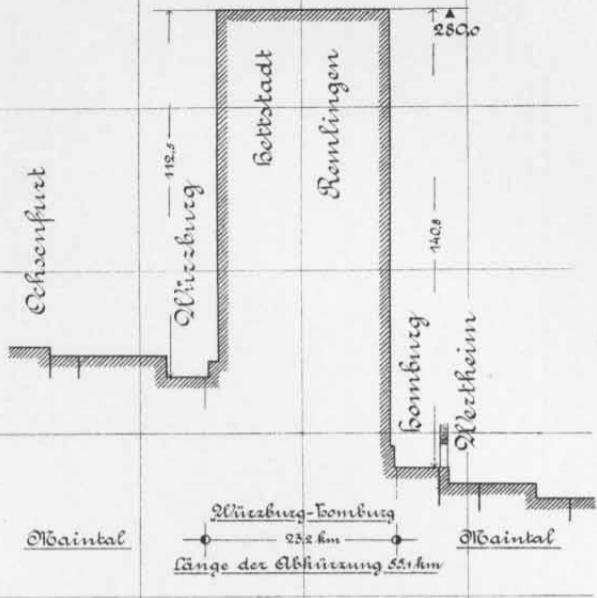 280,0
Ochsenfurt
112,5
Würzburg
Hettstadt
Remlingen
140,8
Homburg
Wertheim
Maintal
Würzburg-Homburg
23,2 km
Länge der Abkürzung 55,1 km
Maintal